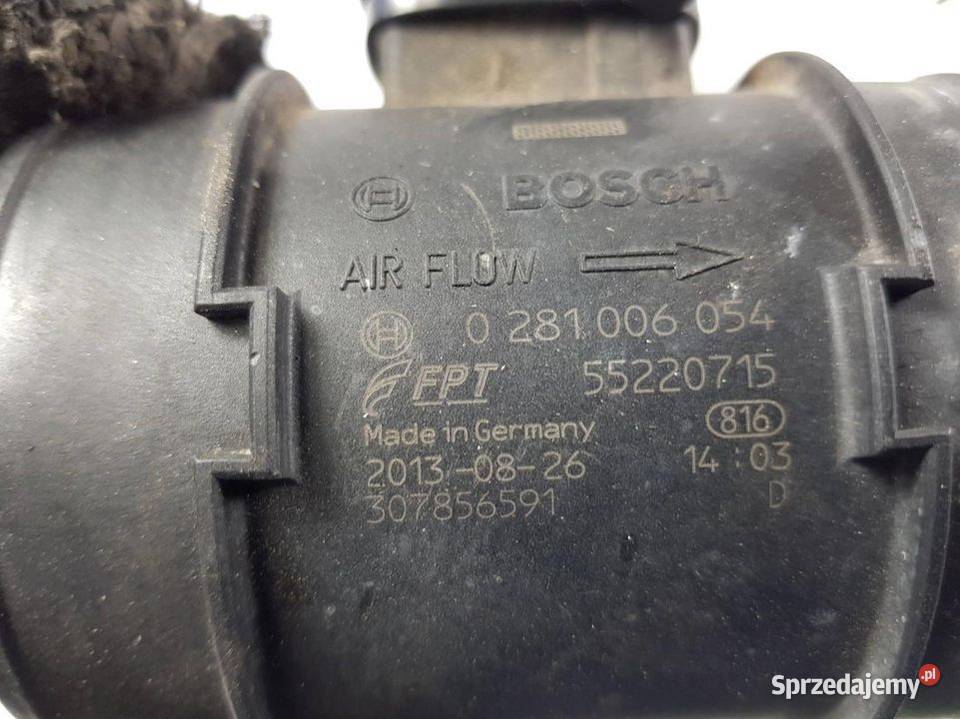 BOSCH
AIR FLOW
0 281 006 054
FPT 55220715
Made in Germany 816
2013-08-26 14:03
307856591 D
Sprzedajemy.pl